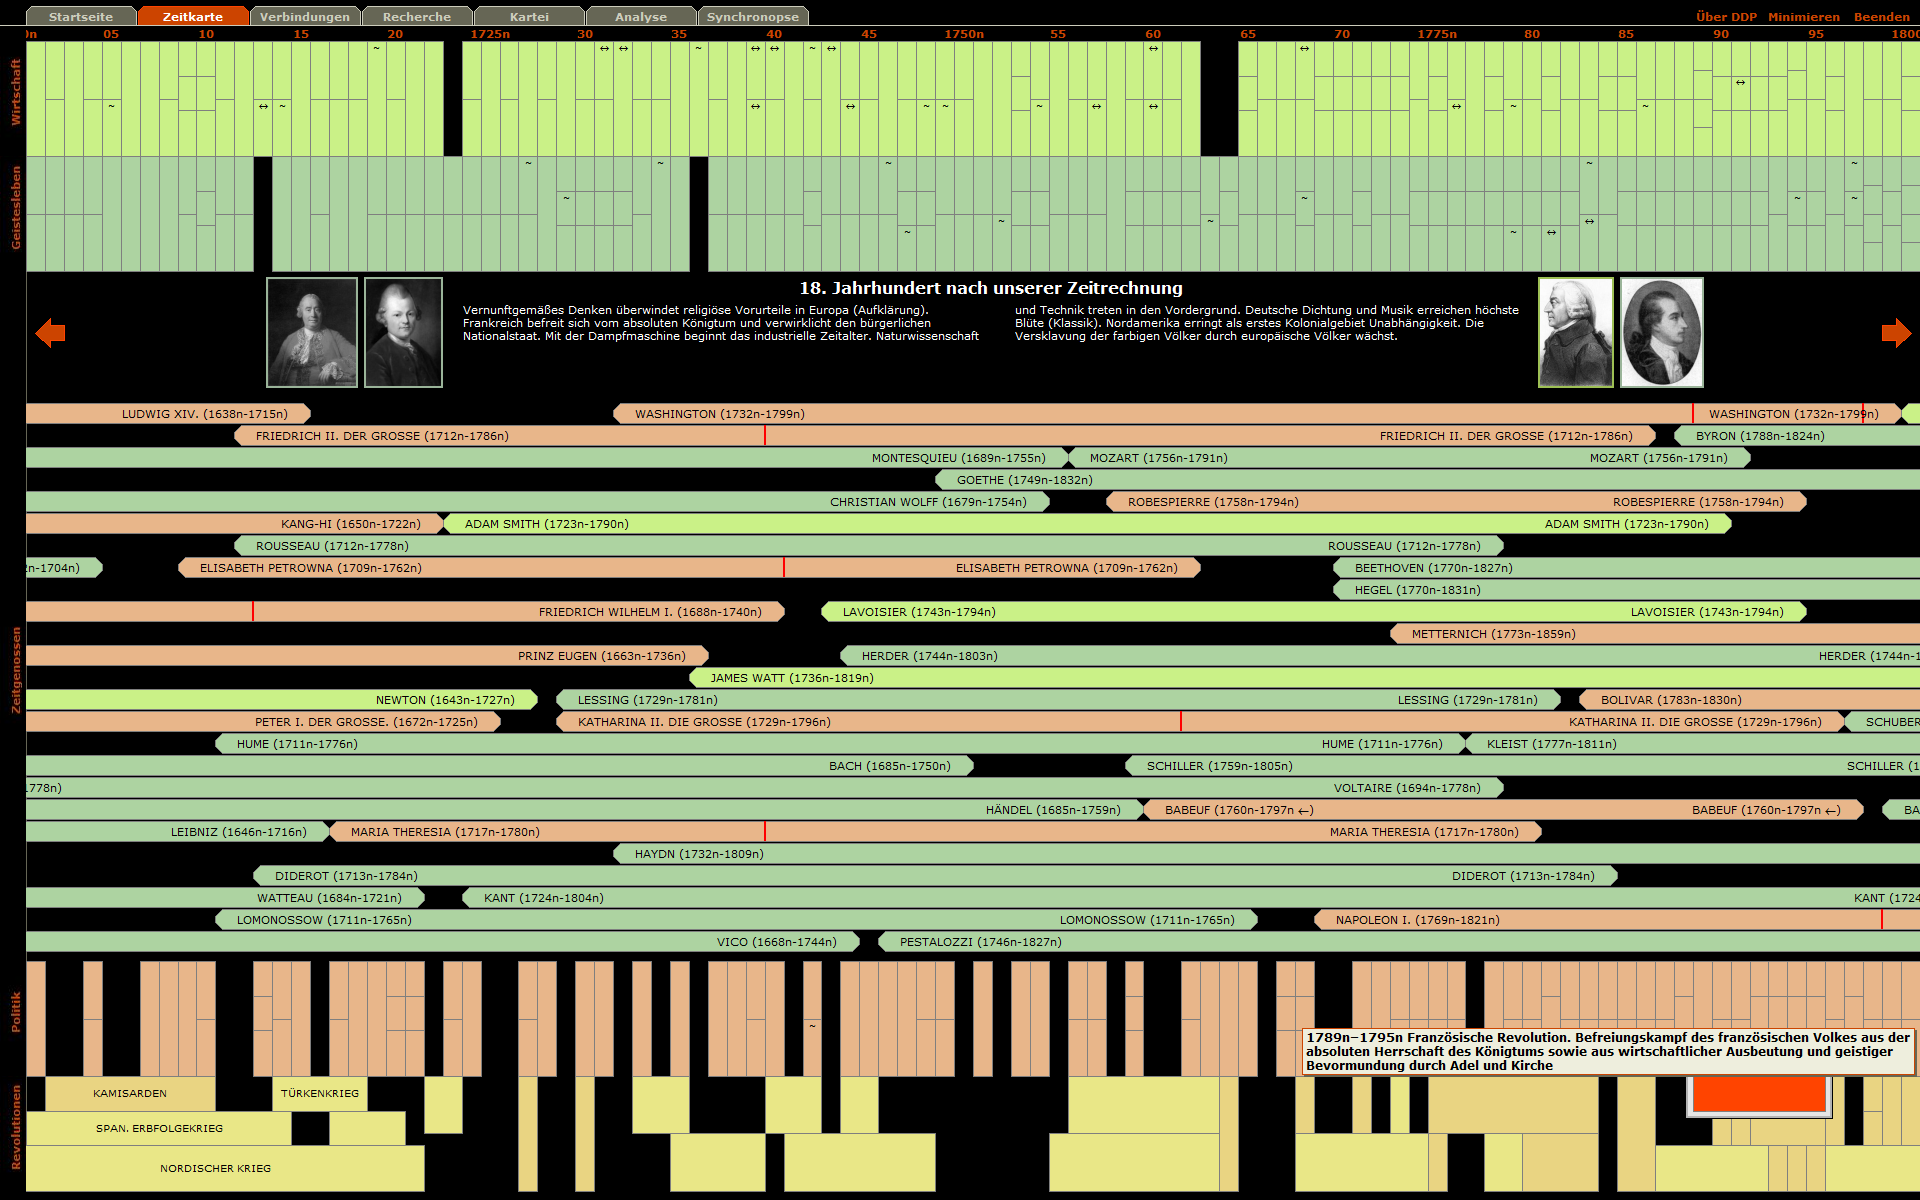 Startseite Zeitkarte Verbindungen Recherche Kartei Analyse Synchronopse Über DDP Minimieren Beenden
0n 05 10 15 20 1725n 30 35 40 45 1750n 55 60 65 70 1775n 80 85 90 95 1800
Wirtschaft
Geistesleben
18. Jahrhundert nach unserer Zeitrechnung
Vernunftgemäßes Denken überwindet religiöse Vorurteile in Europa (Aufklärung).
Frankreich befreit sich vom absoluten Königtum und verwirklicht den bürgerlichen
Nationalstaat. Mit der Dampfmaschine beginnt das industrielle Zeitalter. Naturwissenschaft
und Technik treten in den Vordergrund. Deutsche Dichtung und Musik erreichen höchste
Blüte (Klassik). Nordamerika erringt als erstes Kolonialgebiet Unabhängigkeit. Die
Versklavung der farbigen Völker durch europäische Völker wächst.
Zeitgenossen
LUDWIG XIV. (1638n-1715n) WASHINGTON (1732n-1799n) WASHINGTON (1732n-1799n)
FRIEDRICH II. DER GROSSE (1712n-1786n) FRIEDRICH II. DER GROSSE (1712n-1786n) BYRON (1788n-1824n)
MONTESQUIEU (1689n-1755n) MOZART (1756n-1791n) MOZART (1756n-1791n)
GOETHE (1749n-1832n)
CHRISTIAN WOLFF (1679n-1754n) ROBESPIERRE (1758n-1794n) ROBESPIERRE (1758n-1794n)
KANG-HI (1650n-1722n) ADAM SMITH (1723n-1790n) ADAM SMITH (1723n-1790n)
ROUSSEAU (1712n-1778n) ROUSSEAU (1712n-1778n)
n-1704n) ELISABETH PETROWNA (1709n-1762n) ELISABETH PETROWNA (1709n-1762n) BEETHOVEN (1770n-1827n)
HEGEL (1770n-1831n)
FRIEDRICH WILHELM I. (1688n-1740n) LAVOISIER (1743n-1794n) LAVOISIER (1743n-1794n)
METTERNICH (1773n-1859n)
PRINZ EUGEN (1663n-1736n) HERDER (1744n-1803n) HERDER (1744n-1
JAMES WATT (1736n-1819n)
NEWTON (1643n-1727n) LESSING (1729n-1781n) LESSING (1729n-1781n) BOLIVAR (1783n-1830n)
PETER I. DER GROSSE. (1672n-1725n) KATHARINA II. DIE GROSSE (1729n-1796n) KATHARINA II. DIE GROSSE (1729n-1796n) SCHUBER
HUME (1711n-1776n) HUME (1711n-1776n) KLEIST (1777n-1811n)
BACH (1685n-1750n) SCHILLER (1759n-1805n) SCHILLER (1
1778n) VOLTAIRE (1694n-1778n)
HÄNDEL (1685n-1759n) BABEUF (1760n-1797n ←) BABEUF (1760n-1797n ←) BA
LEIBNIZ (1646n-1716n) MARIA THERESIA (1717n-1780n) MARIA THERESIA (1717n-1780n)
HAYDN (1732n-1809n)
DIDEROT (1713n-1784n) DIDEROT (1713n-1784n)
WATTEAU (1684n-1721n) KANT (1724n-1804n) KANT (1724
LOMONOSSOW (1711n-1765n) LOMONOSSOW (1711n-1765n) NAPOLEON I. (1769n-1821n)
VICO (1668n-1744n) PESTALOZZI (1746n-1827n)
Politik
1789n−1795n Französische Revolution. Befreiungskampf des französischen Volkes aus der
absoluten Herrschaft des Königtums sowie aus wirtschaftlicher Ausbeutung und geistiger
Bevormundung durch Adel und Kirche
Revolutionen
KAMISARDEN TÜRKENKRIEG
SPAN. ERBFOLGEKRIEG
NORDISCHER KRIEG